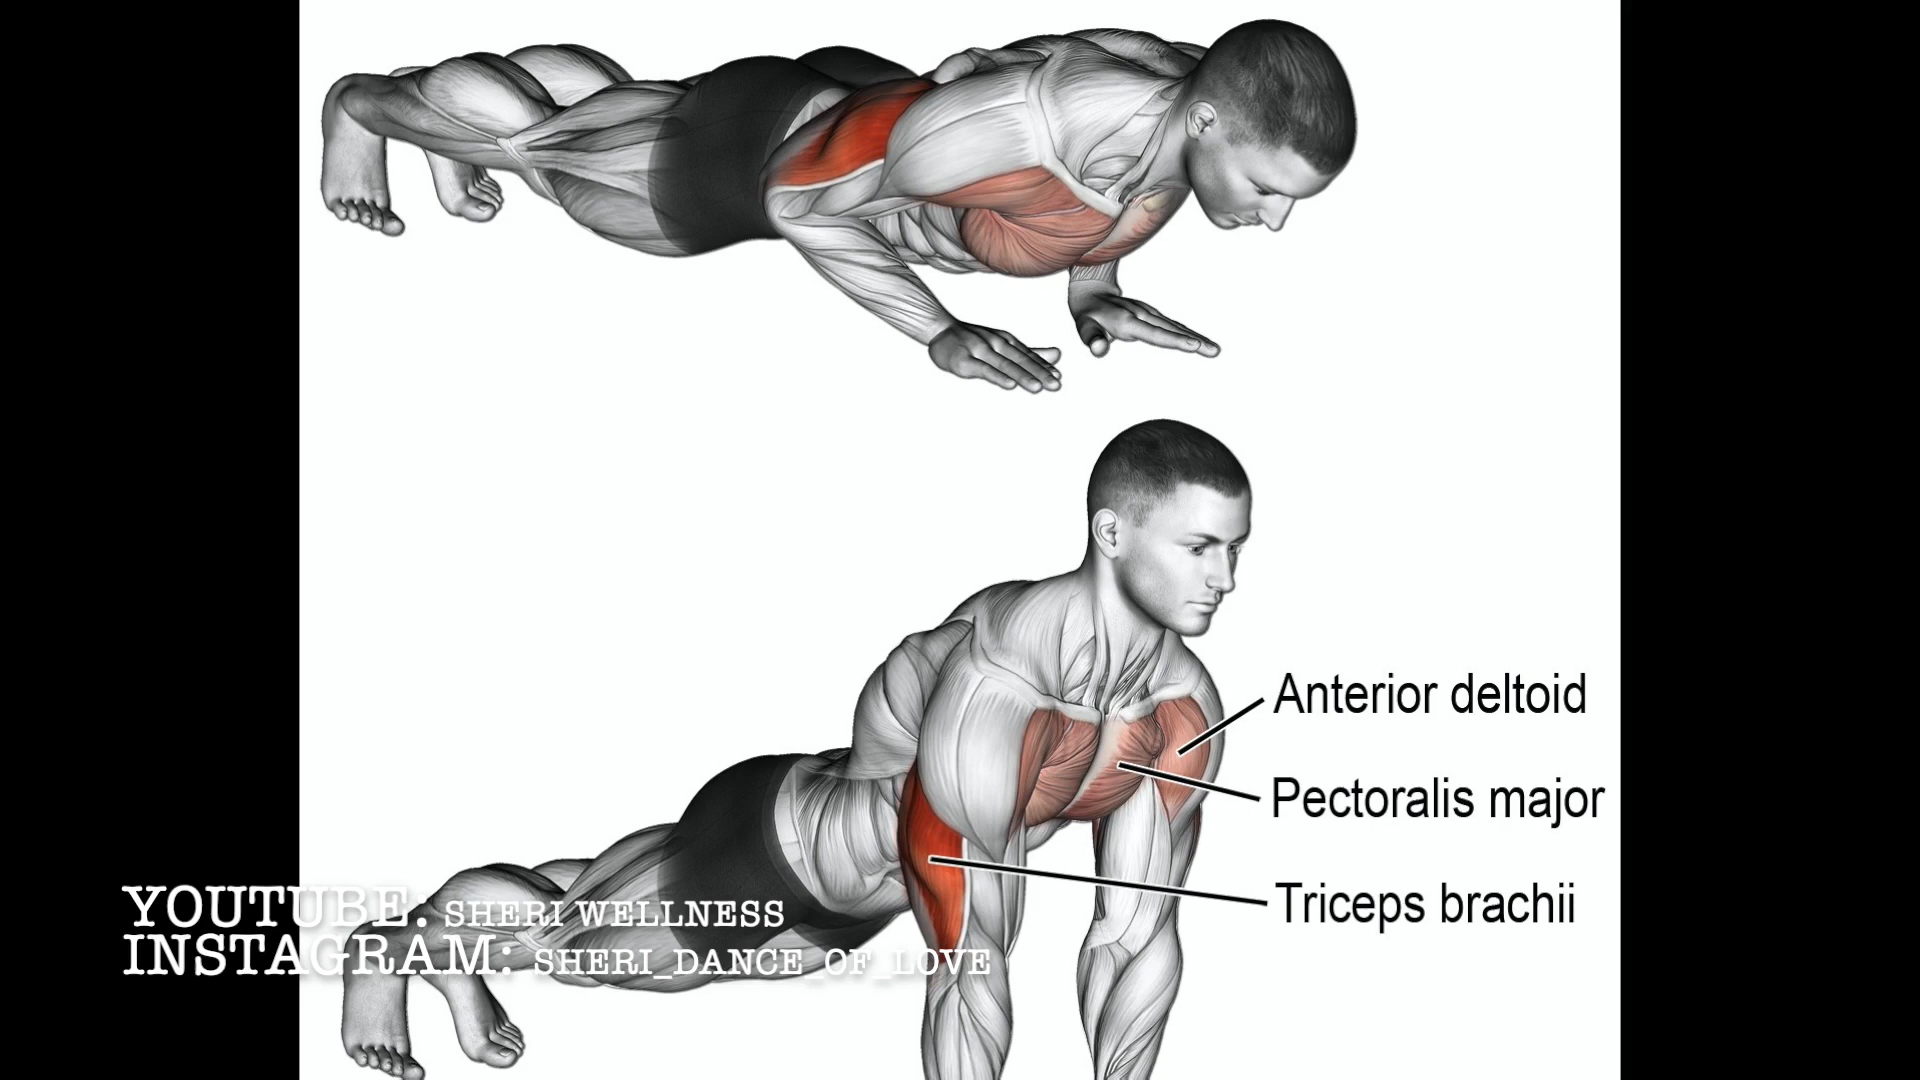 Anterior deltoid
Pectoralis major
Triceps brachii
YOUTUBE: SHERI WELLNESS
INSTAGRAM: SHERI_DANCE_OF_LOVE